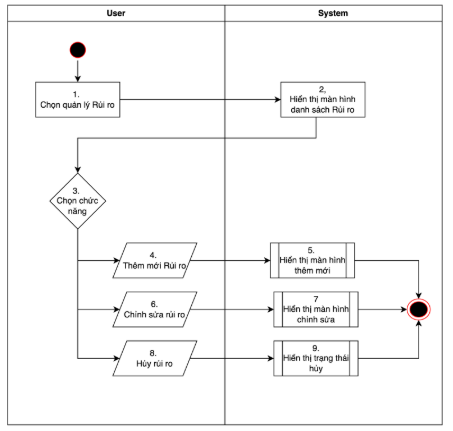 User
System
1.
Chọn quản lý Rủi ro
2,
Hiển thị màn hình
danh sách Rủi ro
3.
Chọn chức
năng
4.
Thêm mới Rủi ro
5.
Hiển thị màn hình
thêm mới
6.
Chỉnh sửa rủi ro
7
Hiển thị màn hình
chỉnh sửa
8.
Hủy rủi ro
9.
Hiển thị trạng thái
hủy